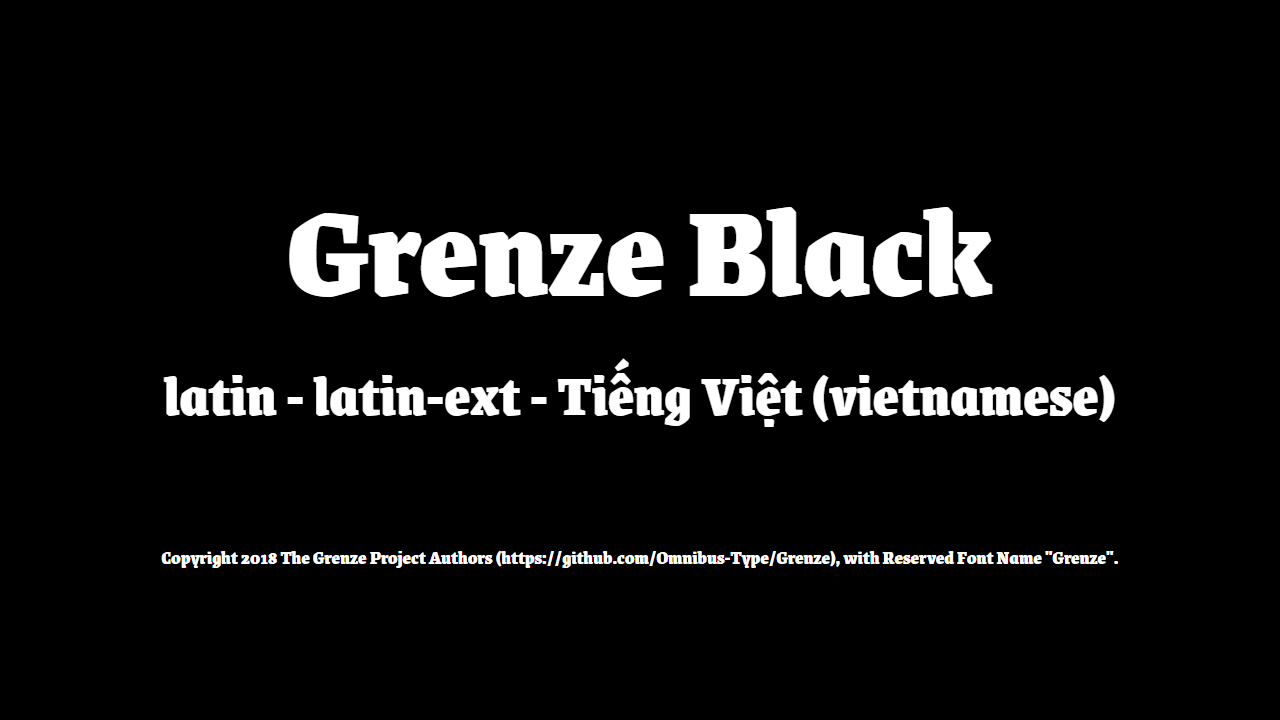 Grenze Black
latin - latin-ext - Tiếng Việt (vietnamese)
Copyright 2018 The Grenze Project Authors (https://github.com/Omnibus-Type/Grenze), with Reserved Font Name "Grenze".